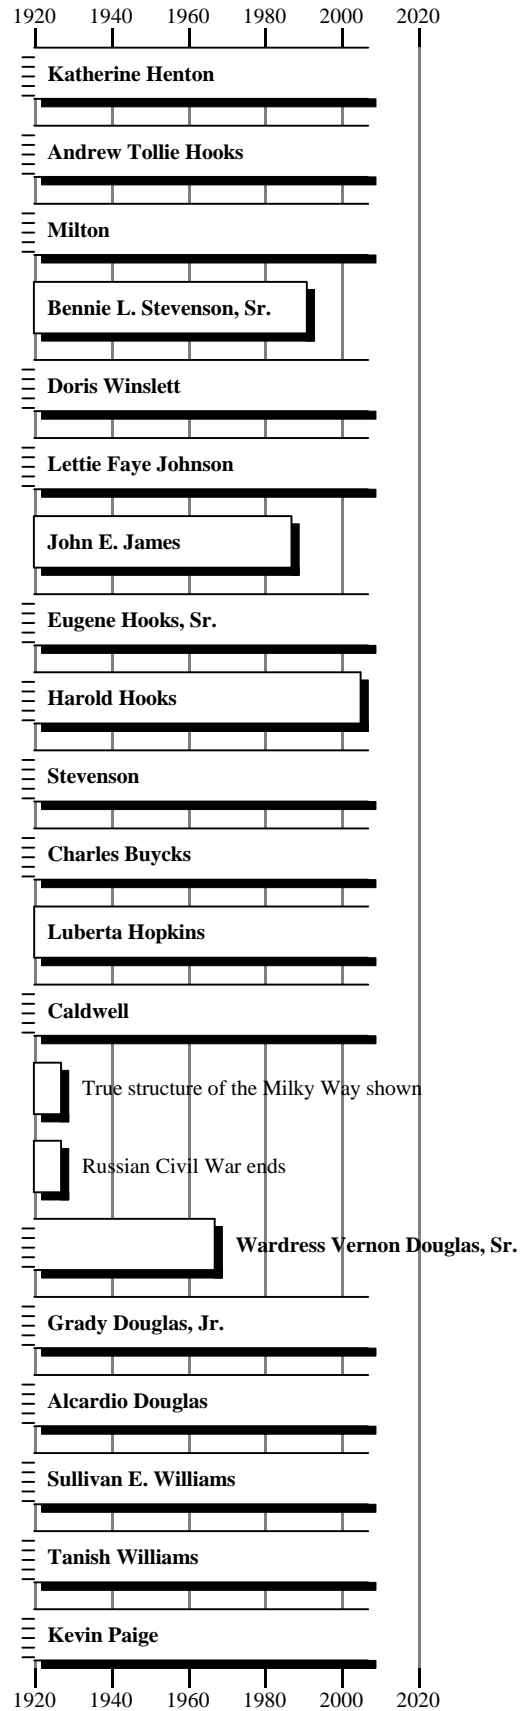 1920 1940 1960 1980 2000 2020
Katherine Henton
Andrew Tollie Hooks
Milton
Bennie L. Stevenson, Sr.
Doris Winslett
Lettie Faye Johnson
John E. James
Eugene Hooks, Sr.
Harold Hooks
Stevenson
Charles Buycks
Luberta Hopkins
Caldwell
True structure of the Milky Way shown
Russian Civil War ends
Wardress Vernon Douglas, Sr.
Grady Douglas, Jr.
Alcardio Douglas
Sullivan E. Williams
Tanish Williams
Kevin Paige
1920 1940 1960 1980 2000 2020